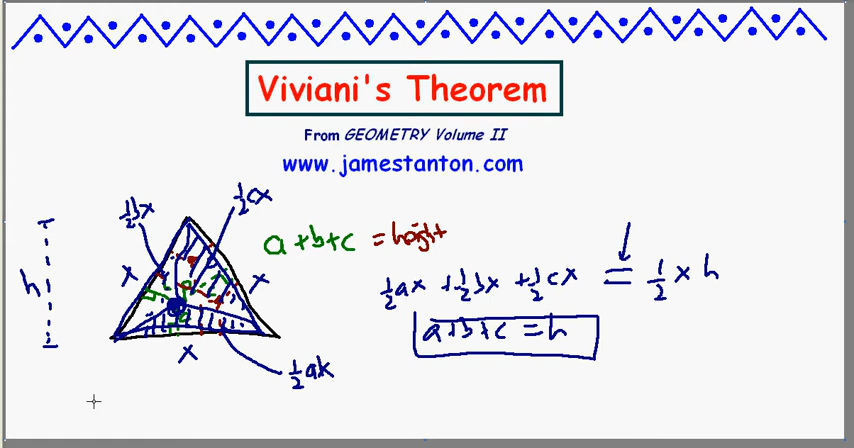 Viviani's Theorem
From GEOMETRY Volume II
www.jamestanton.com
½bx
½cx
a+b+c = height
h
x
x
½ax + ½bx + ½cx = ½ x h
a+b+c = h
x
½ax